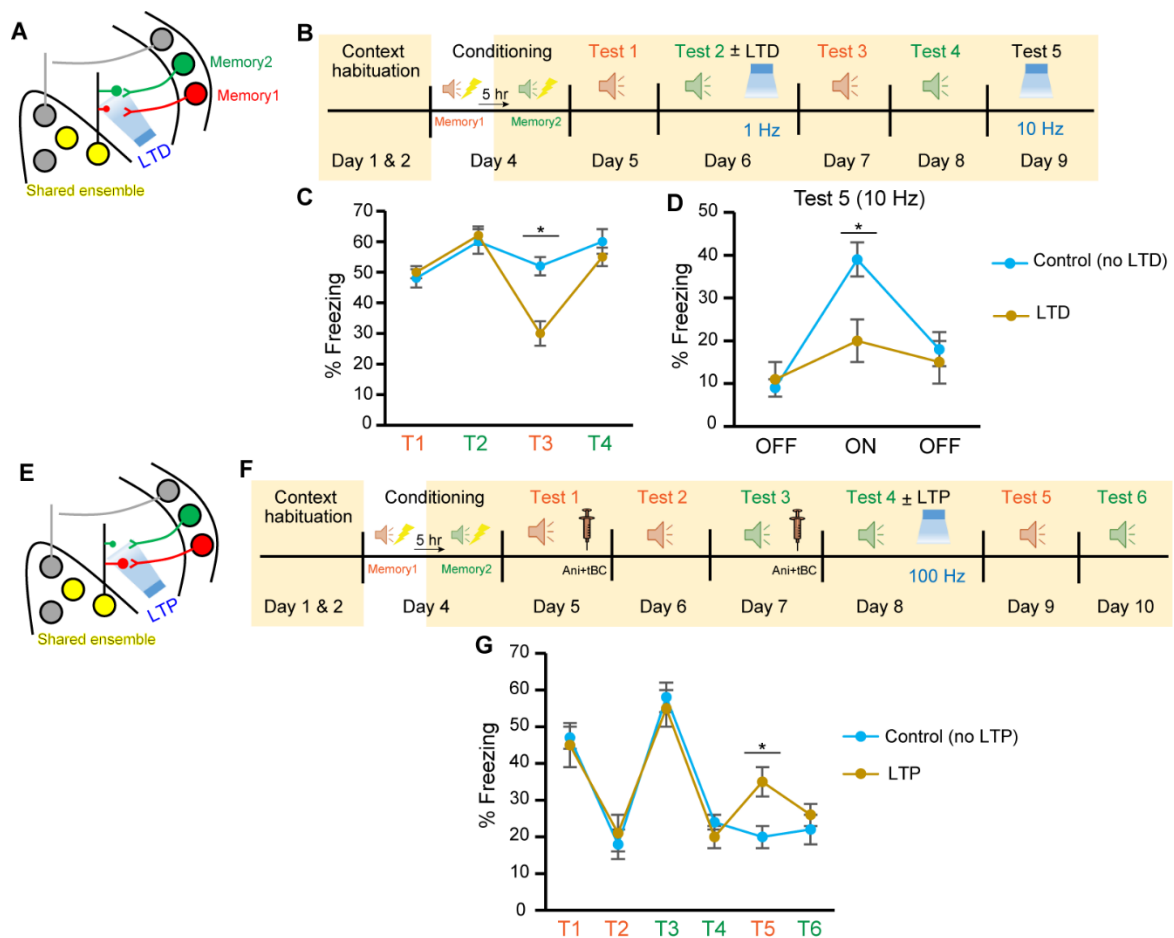 A
Memory2
Memory1
LTD
Shared ensemble
B
Context habituation
Conditioning
5 hr
Memory1
Memory2
Test 1
Test 2 ± LTD
1 Hz
Test 3
Test 4
Test 5
10 Hz
Day 1 & 2
Day 4
Day 5
Day 6
Day 7
Day 8
Day 9
C
% Freezing
70
60
50
40
30
20
10
0
*
T1
T2
T3
T4
D
Test 5 (10 Hz)
% Freezing
50
40
30
20
10
0
*
OFF
ON
OFF
Control (no LTD)
LTD
E
LTP
Shared ensemble
F
Context habituation
Conditioning
5 hr
Memory1
Memory2
Test 1
Ani+tBC
Test 2
Test 3
Ani+tBC
Test 4 ± LTP
100 Hz
Test 5
Test 6
Day 1 & 2
Day 4
Day 5
Day 6
Day 7
Day 8
Day 9
Day 10
G
% Freezing
70
60
50
40
30
20
10
0
*
T1
T2
T3
T4
T5
T6
Control (no LTP)
LTP